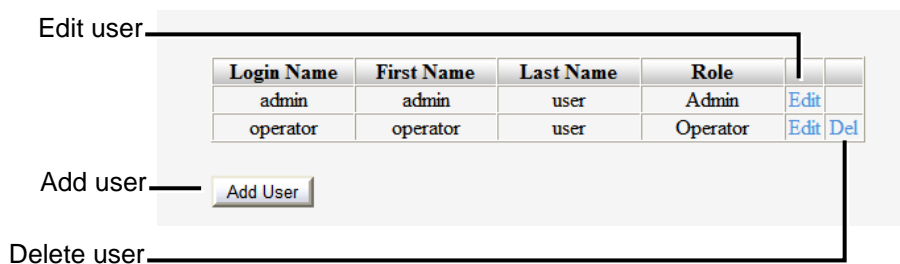 Edit user
Login Name First Name Last Name Role
admin admin user Admin Edit
operator operator user Operator Edit Del
Add user
Add User
Delete user